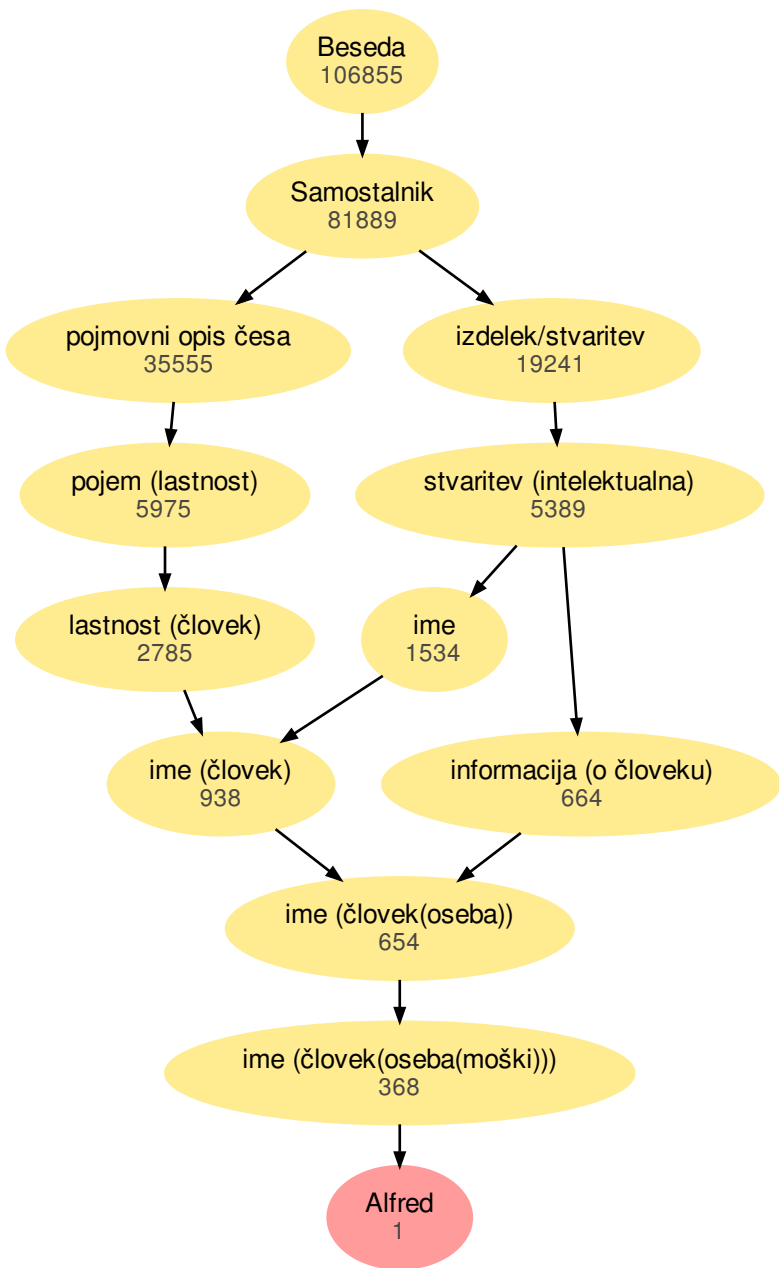 Beseda
106855
Samostalnik
81889
pojmovni opis česa
35555
izdelek/stvaritev
19241
pojem (lastnost)
5975
stvaritev (intelektualna)
5389
lastnost (človek)
2785
ime
1534
ime (človek)
938
informacija (o človeku)
664
ime (človek(oseba))
654
ime (človek(oseba(moški)))
368
Alfred
1